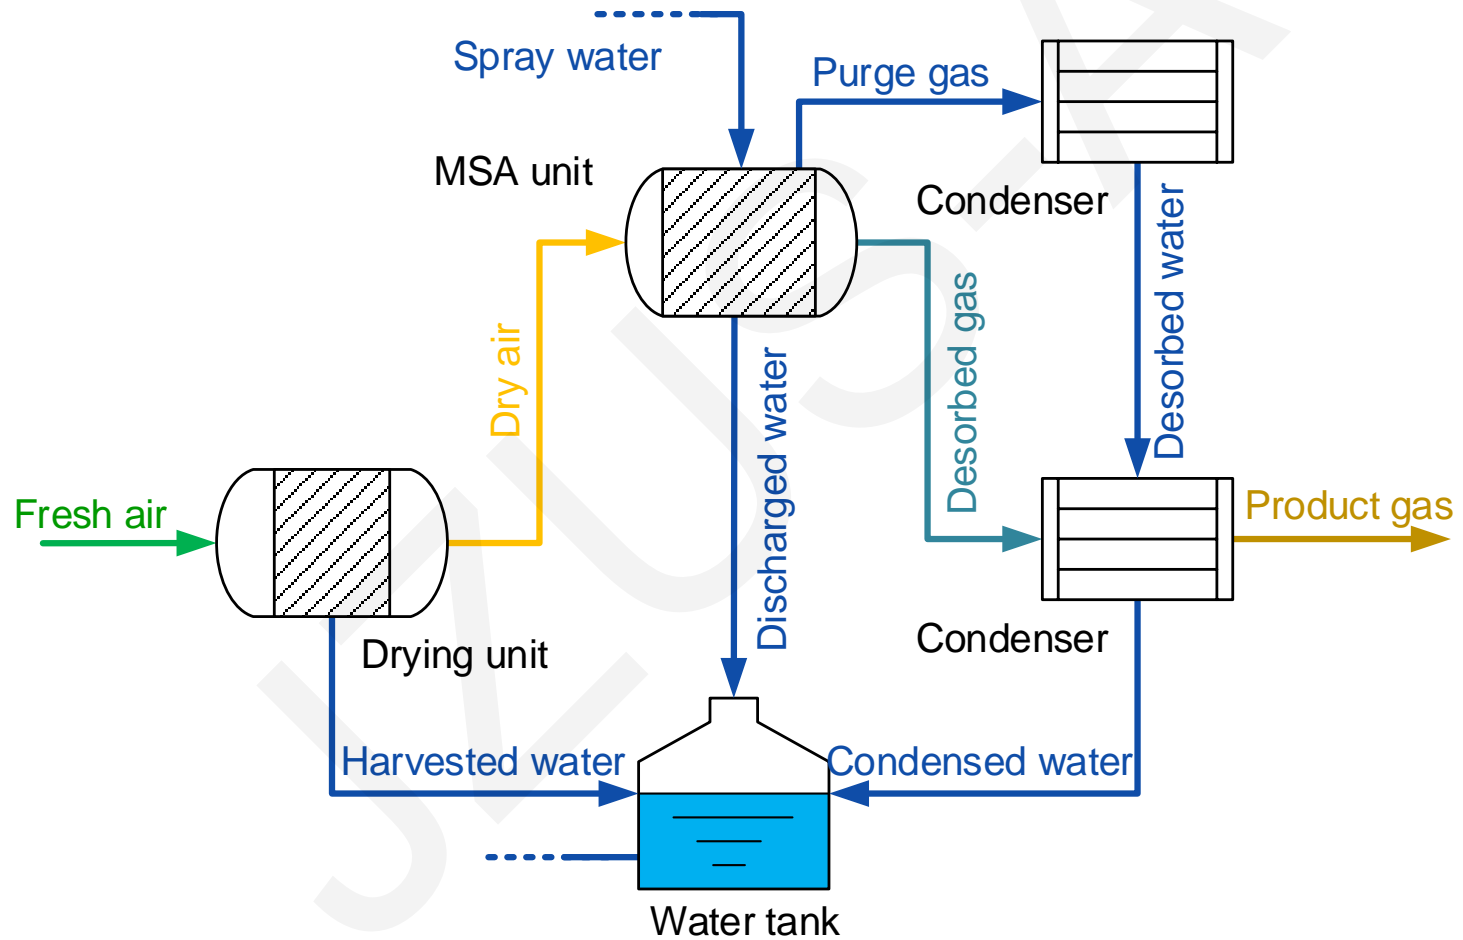 Spray water
Purge gas
MSA unit
Condenser
Desorbed water
Dry air
Desorbed gas
Discharged water
Fresh air
Product gas
Drying unit
Condenser
Harvested water
Condensed water
Water tank
JZUS-A